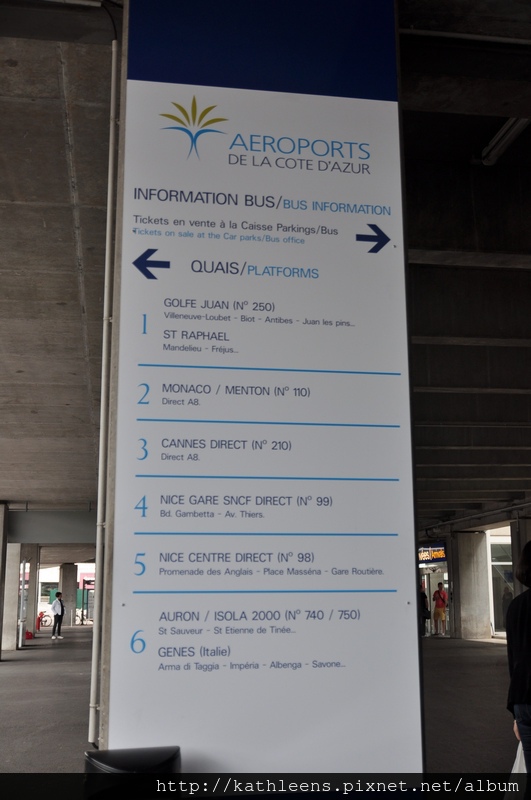 AEROPORTS
DE LA COTE D'AZUR
INFORMATION BUS/BUS INFORMATION
Tickets en vente à la Caisse Parkings/Bus
Tickets on sale at the Car parks/Bus office
QUAIS/PLATFORMS
1
GOLFE JUAN (N° 250)
Villeneuve-Loubet - Biot - Antibes - Juan les pins...
ST RAPHAEL
Mandelieu - Fréjus...
2
MONACO / MENTON (N° 110)
Direct A8.
3
CANNES DIRECT (N° 210)
Direct A8.
4
NICE GARE SNCF DIRECT (N° 99)
Bd. Gambetta - Av. Thiers.
5
NICE CENTRE DIRECT (N° 98)
Promenade des Anglais - Place Masséna - Gare Routière.
6
AURON / ISOLA 2000 (N° 740 / 750)
St Sauveur - St Etienne de Tinée...
GENES (Italie)
Arma di Taggia - Impéria - Albenga - Savone...
http://kathleens.pixnet.net/album